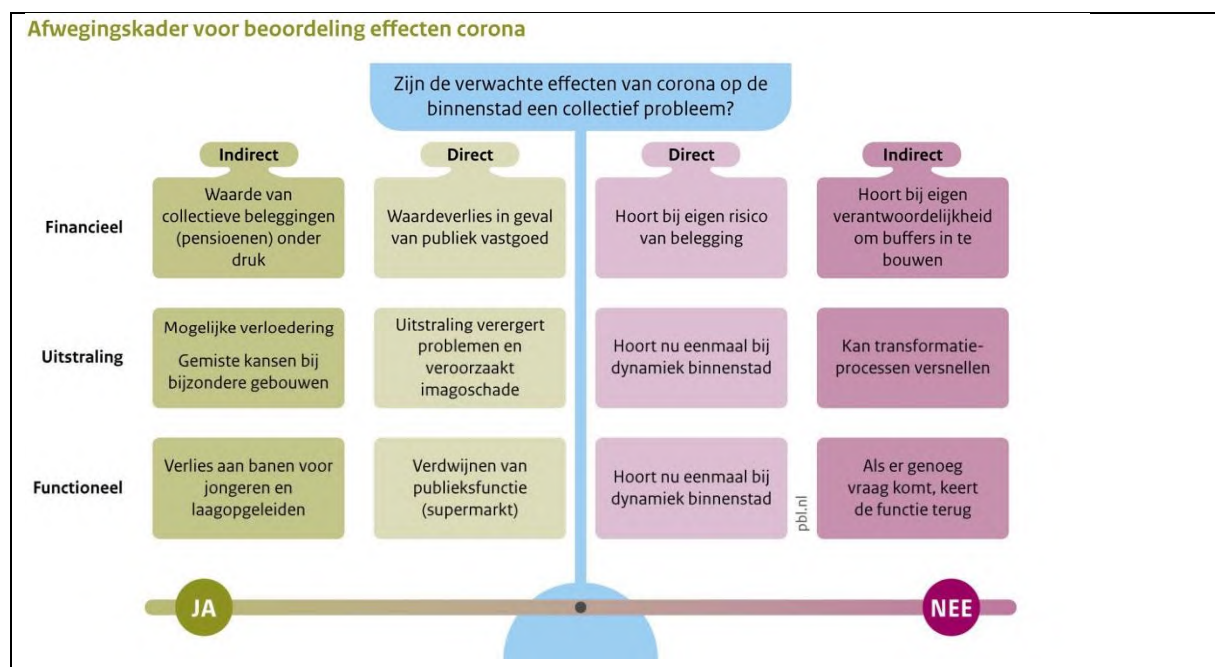 Afwegingskader voor beoordeling effecten corona
Zijn de verwachte effecten van corona op de
binnenstad een collectief probleem?
Indirect
Direct
Direct
Indirect
Financieel
Waarde van
collectieve beleggingen
(pensioenen) onder
druk
Waardeverlies in geval
van publiek vastgoed
Hoort bij eigen risico
van belegging
Hoort bij eigen
verantwoordelijkheid
om buffers in te
bouwen
Uitstraling
Mogelijke verloedering
Gemiste kansen bij
bijzondere gebouwen
Uitstraling verergert
problemen en
veroorzaakt
imagoschade
Hoort nu eenmaal bij
dynamiek binnenstad
Kan transformatie-
processen versnellen
Functioneel
Verlies aan banen voor
jongeren en
laagopgeleiden
Verdwijnen van
publieksfunctie
(supermarkt)
Hoort nu eenmaal bij
dynamiek binnenstad
Als er genoeg
vraag komt, keert
de functie terug
pbl.nl
JA
NEE